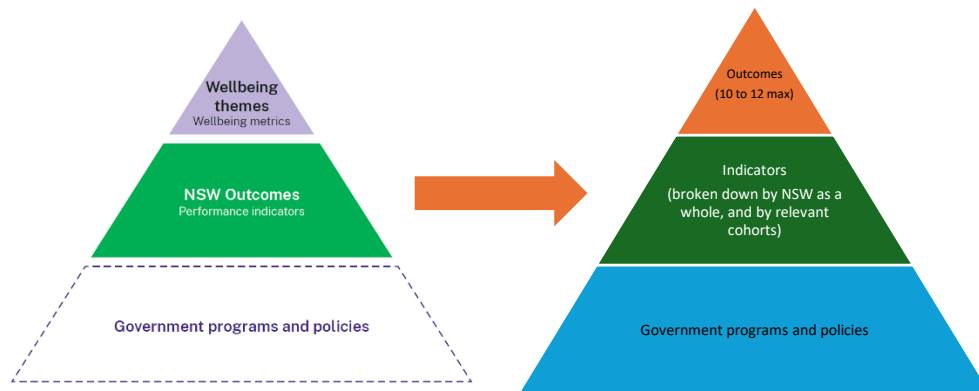 Wellbeing
themes
Wellbeing metrics
NSW Outcomes
Performance indicators
Government programs and policies
Outcomes
(10 to 12 max)
Indicators
(broken down by NSW as a
whole, and by relevant
cohorts)
Government programs and policies